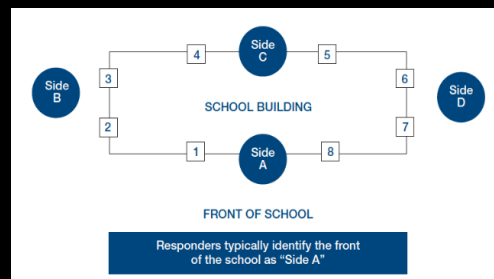 4
Side
C
5
3
6
Side
B
SCHOOL BUILDING
Side
D
2
7
1
Side
A
8
FRONT OF SCHOOL
Responders typically identify the front
of the school as “Side A”